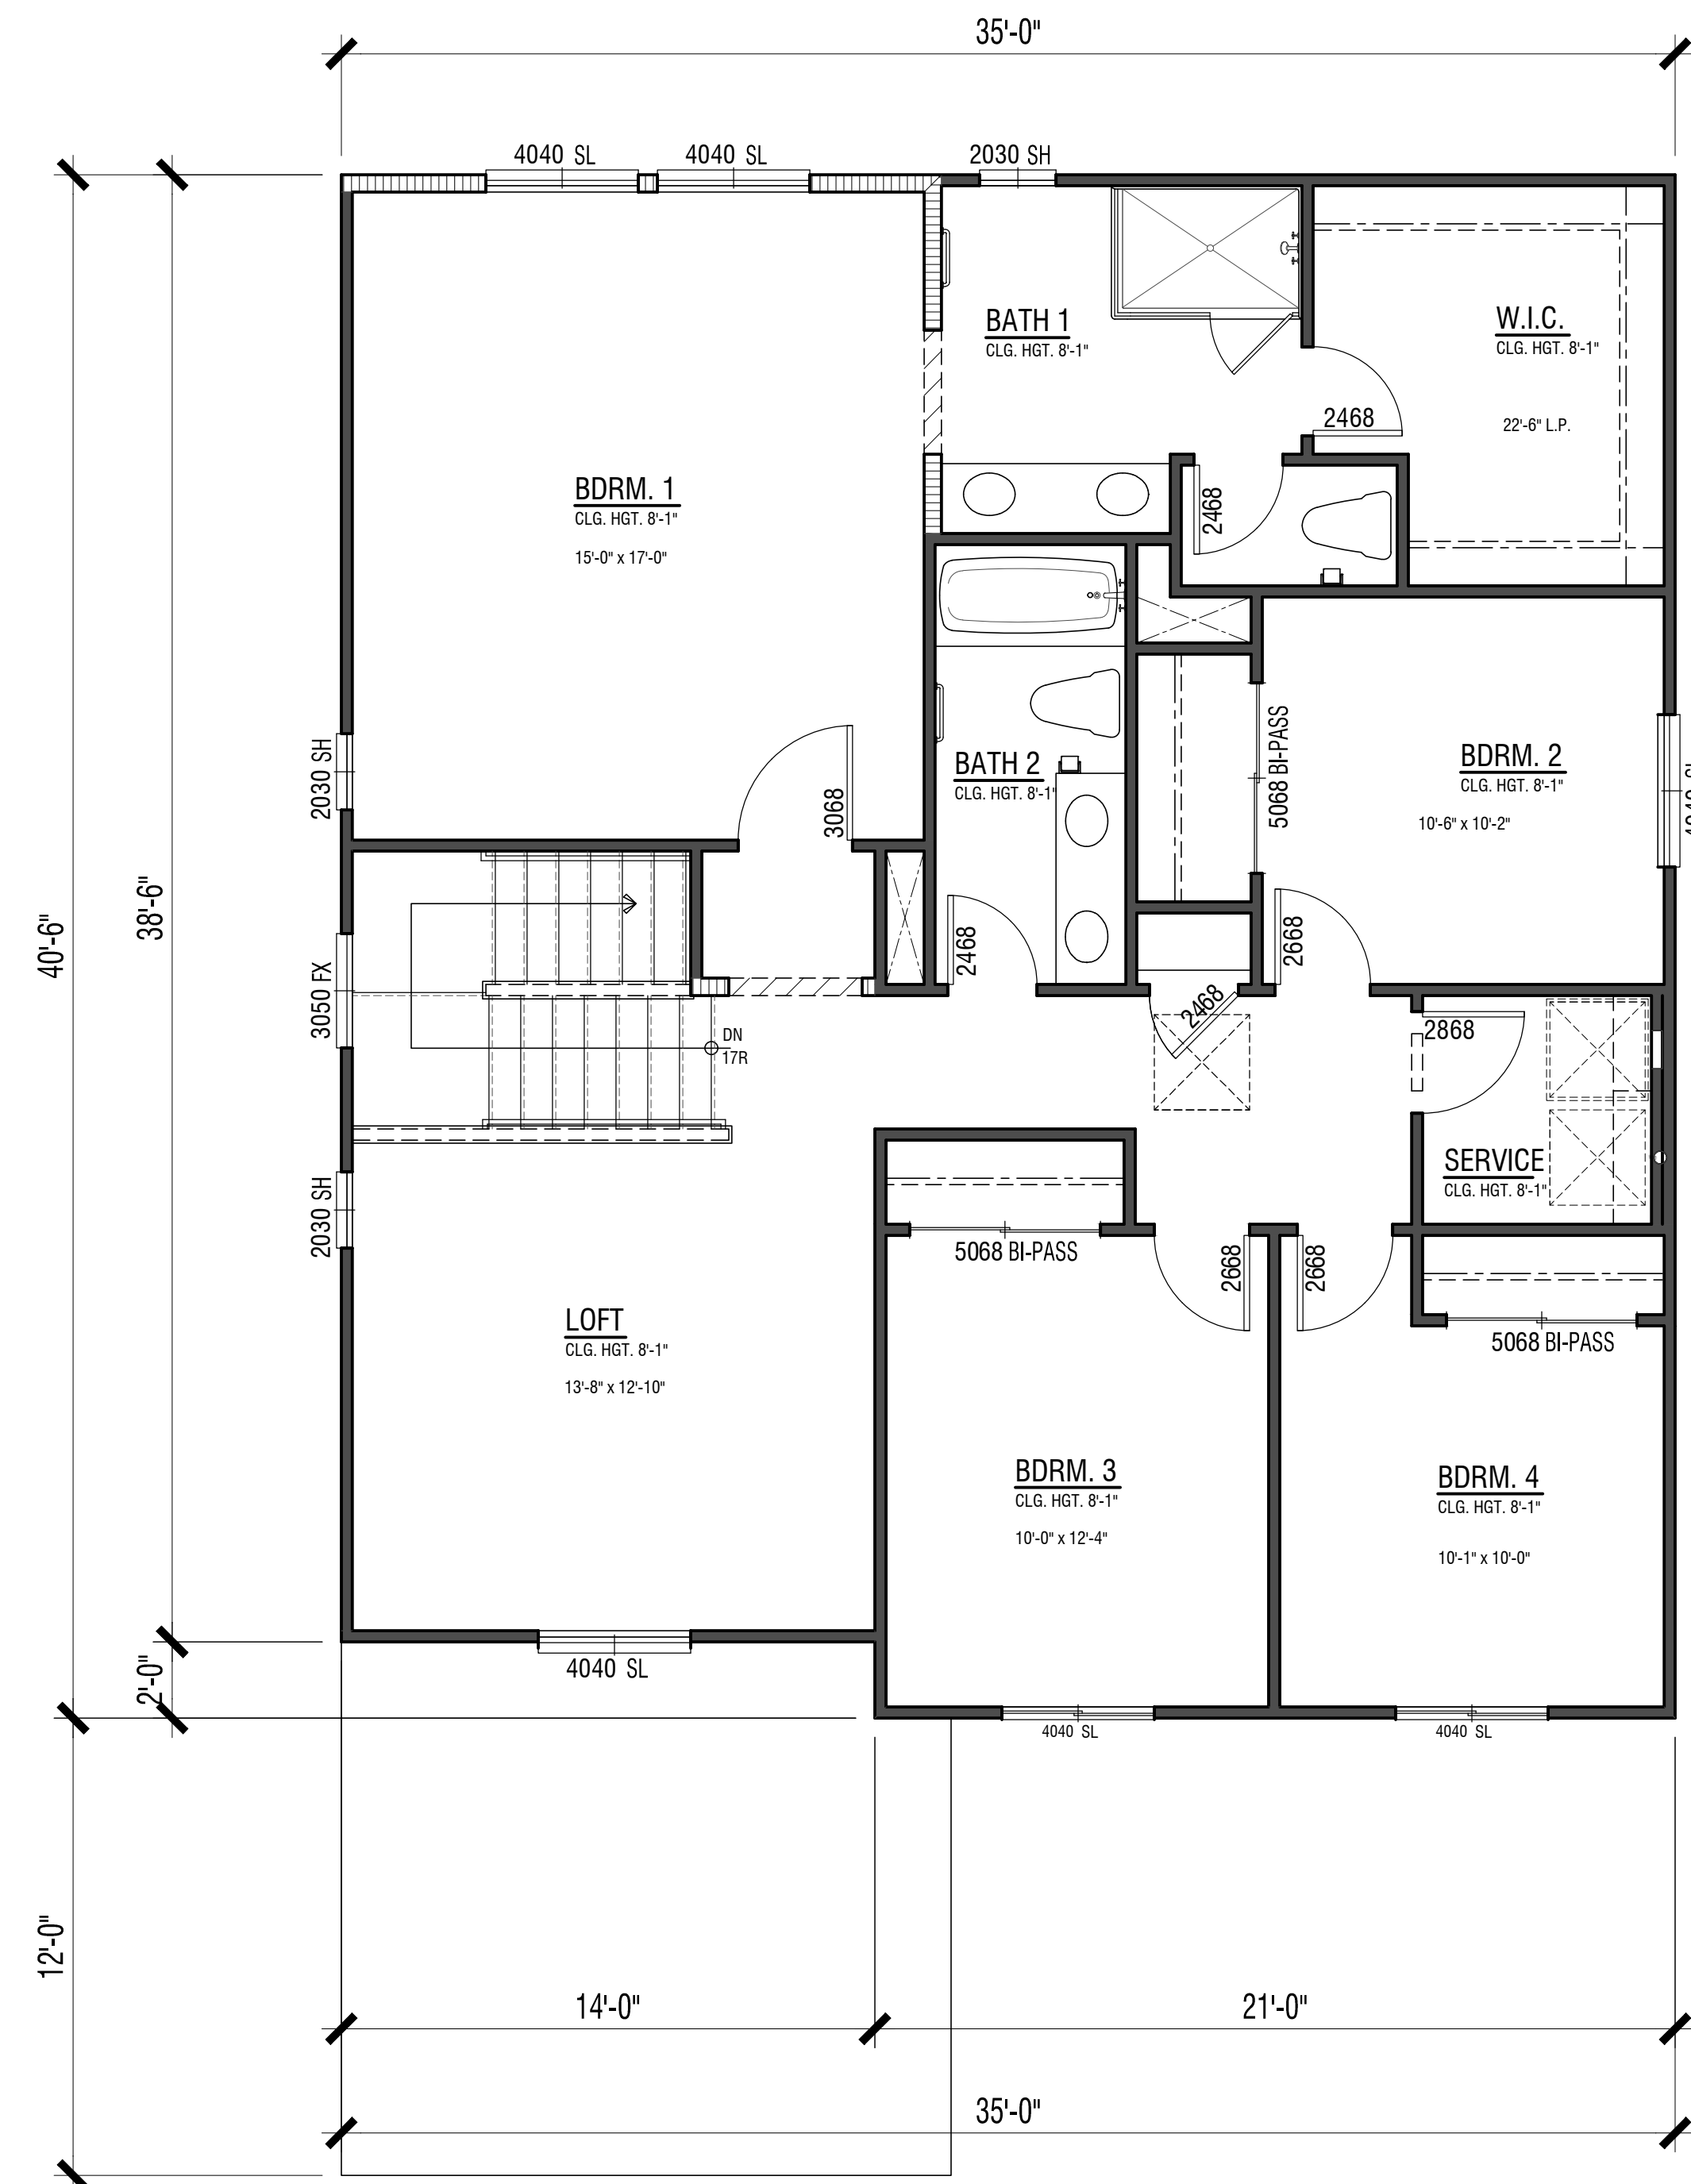 35'-0"
4040 SL
4040 SL
2030 SH
BATH 1
CLG. HGT. 8'-1"
W.I.C.
CLG. HGT. 8'-1"
22'-6" L.P.
2468
2468
BDRM. 1
CLG. HGT. 8'-1"
15'-0" x 17'-0"
2030 SH
3068
BATH 2
CLG. HGT. 8'-1"
5068 BI-PASS
BDRM. 2
CLG. HGT. 8'-1"
10'-6" x 10'-2"
40'-6"
38'-6"
3050 FX
2468
2668
2468
DN
17R
2868
SERVICE
CLG. HGT. 8'-1"
2030 SH
5068 BI-PASS
2668
2668
5068 BI-PASS
LOFT
CLG. HGT. 8'-1"
13'-8" x 12'-10"
BDRM. 3
CLG. HGT. 8'-1"
10'-0" x 12'-4"
BDRM. 4
CLG. HGT. 8'-1"
10'-1" x 10'-0"
2'-0"
4040 SL
4040 SL
4040 SL
12'-0"
14'-0"
21'-0"
35'-0"